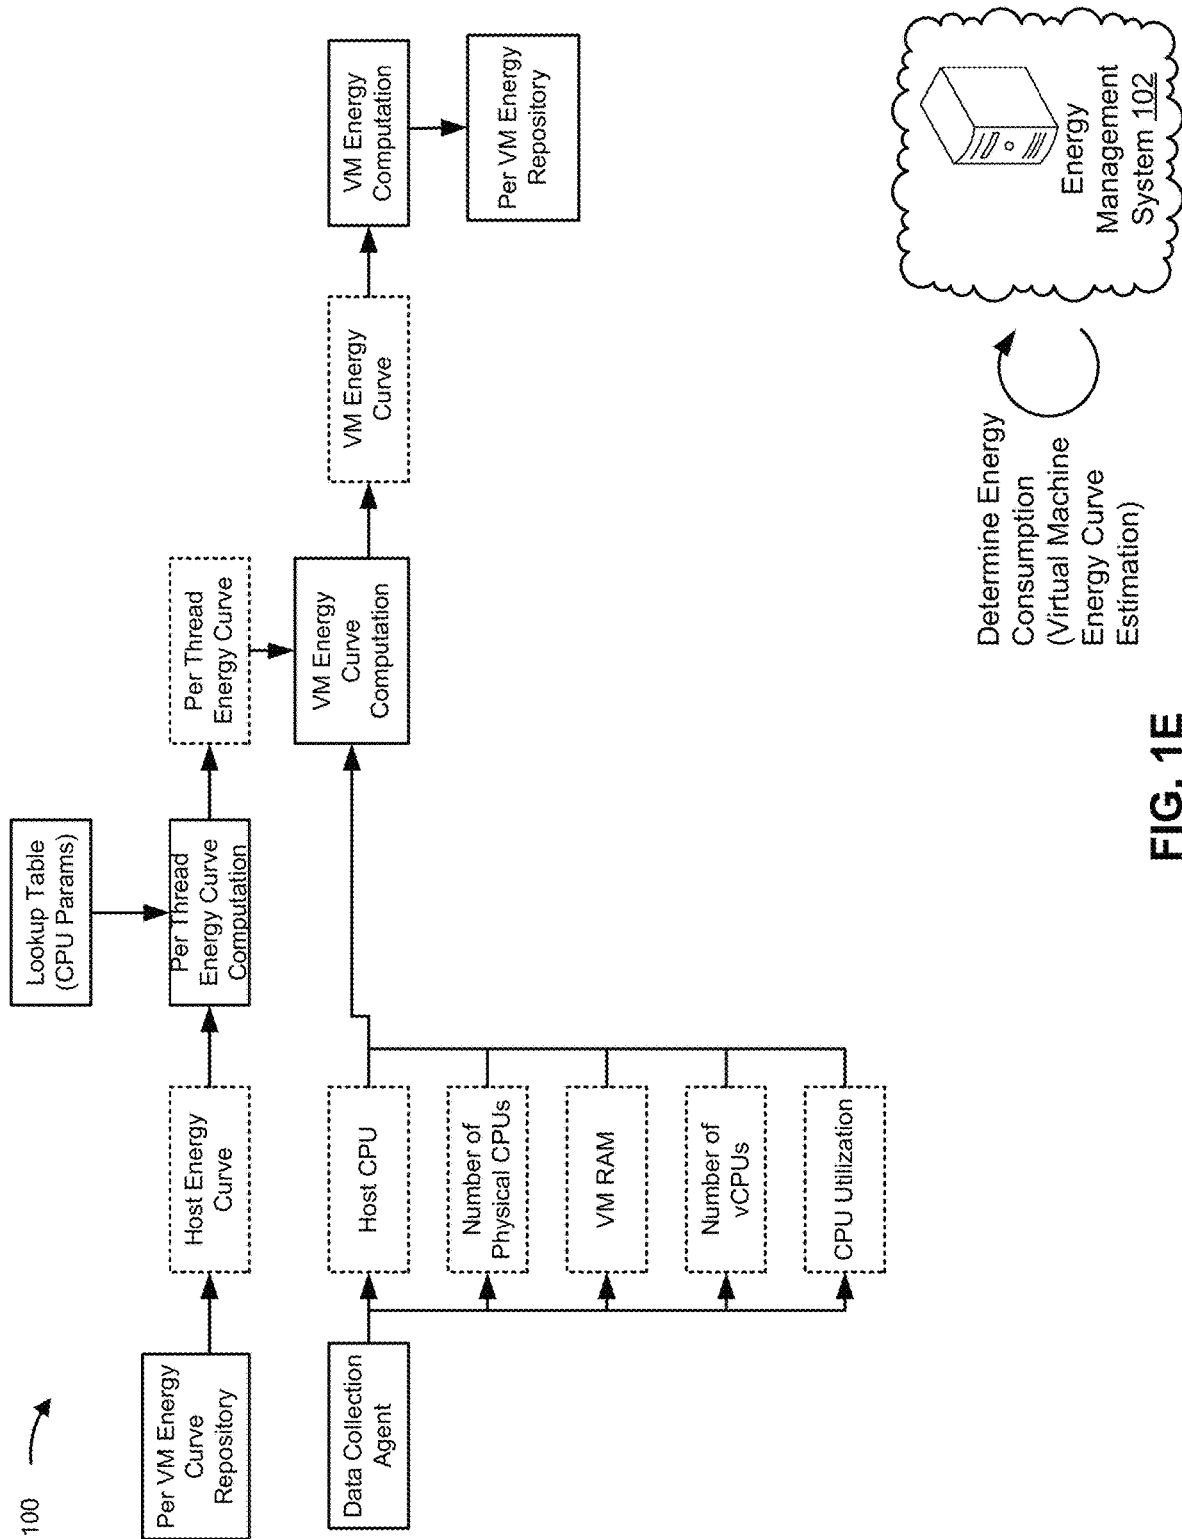 100
Per VM Energy
Curve
Repository
Host Energy
Curve
Lookup Table
(CPU Params)
Per Thread
Energy Curve
Computation
Per Thread
Energy Curve
Data Collection
Agent
Host CPU
Number of
Physical CPUs
VM RAM
Number of
vCPUs
CPU Utilization
VM Energy
Curve
Computation
VM Energy
Curve
VM Energy
Computation
Per VM Energy
Repository
Determine Energy
Consumption
(Virtual Machine
Energy Curve
Estimation)
Energy
Management
System 102
FIG. 1E